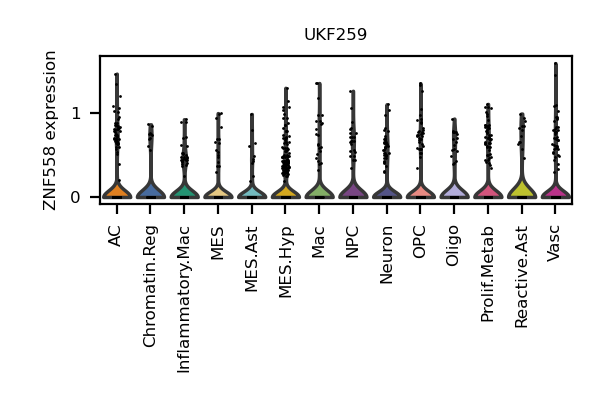 UKF259
ZNF558 expression
1
0
AC
Chromatin.Reg
Inflammatory.Mac
MES
MES.Ast
MES.Hyp
Mac
NPC
Neuron
OPC
Oligo
Prolif.Metab
Reactive.Ast
Vasc